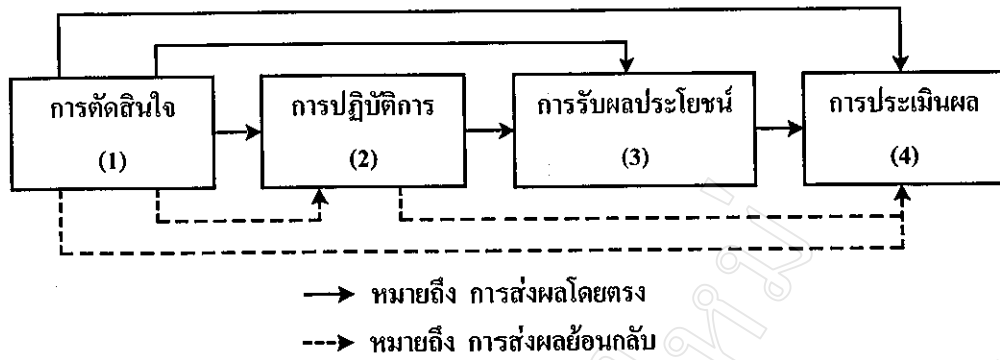 การตัดสินใจ
(1)
การปฏิบัติการ
(2)
การรับผลประโยชน์
(3)
การประเมินผล
(4)
หมายถึง การส่งผลโดยตรง
หมายถึง การส่งผลย้อนกลับ